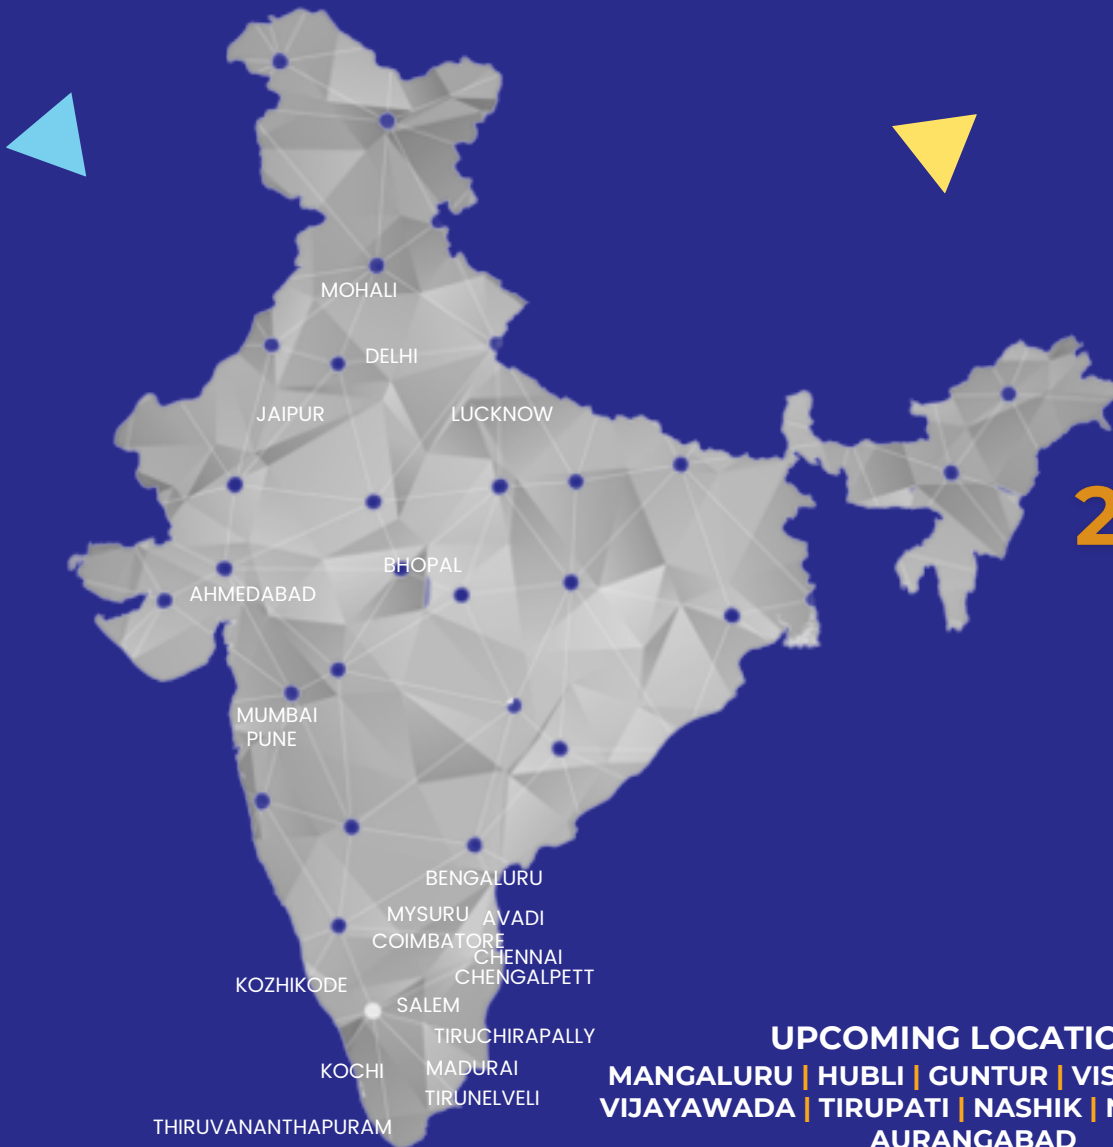 MOHALI
DELHI
JAIPUR LUCKNOW
2
BHOPAL
AHMEDABAD
MUMBAI
PUNE
BENGALURU
MYSURU AVADI
COIMBATORE
CHENNAI
CHENGALPETT
KOZHIKODE
SALEM
TIRUCHIRAPALLY
KOCHI MADURAI
TIRUNELVELI
THIRUVANANTHAPURAM
UPCOMING LOCATIO
MANGALURU | HUBLI | GUNTUR | VIS
VIJAYAWADA | TIRUPATI | NASHIK |
AURANGABAD